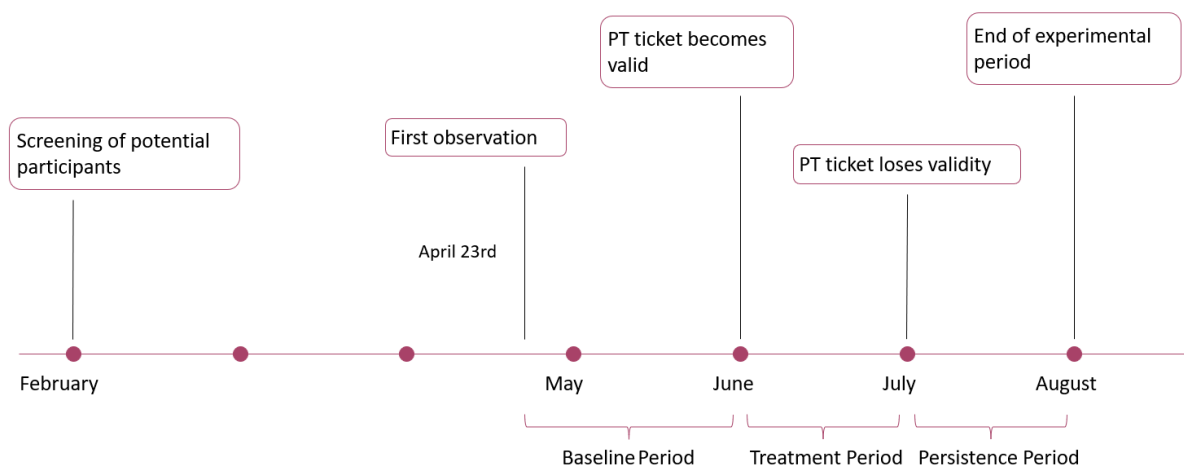 PT ticket becomes
valid
End of experimental
period
Screening of potential
participants
First observation
PT ticket loses validity
April 23rd
February
May
June
July
August
Baseline Period
Treatment Period
Persistence Period